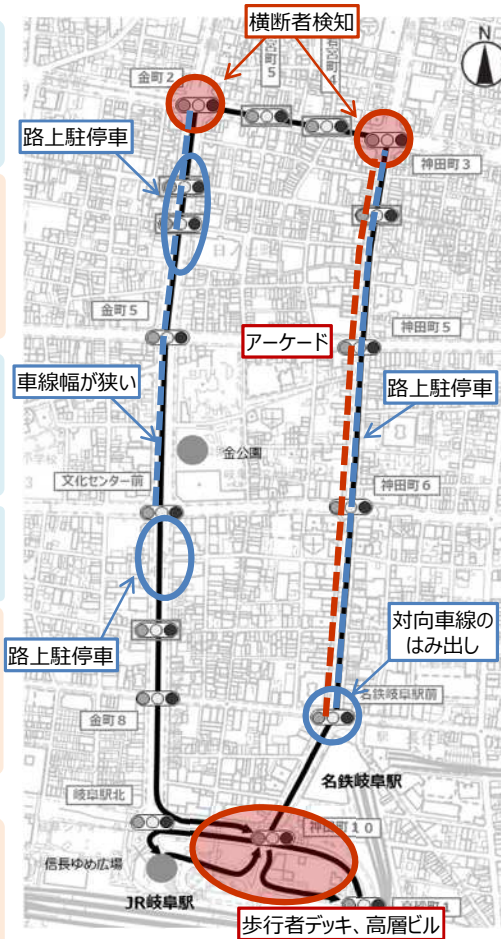 横断者検知
金町2
N
路上駐停車
神田町3
金町5
アーケード
神田町5
車線幅が狭い
路上駐停車
金公園
文化センター前
神田町6
路上駐停車
対向車線の
はみ出し
金町8
名鉄岐阜駅前
名鉄岐阜駅
岐阜駅北
神田町10
信長ゆめ広場
JR岐阜駅
歩行者デッキ、高層ビル